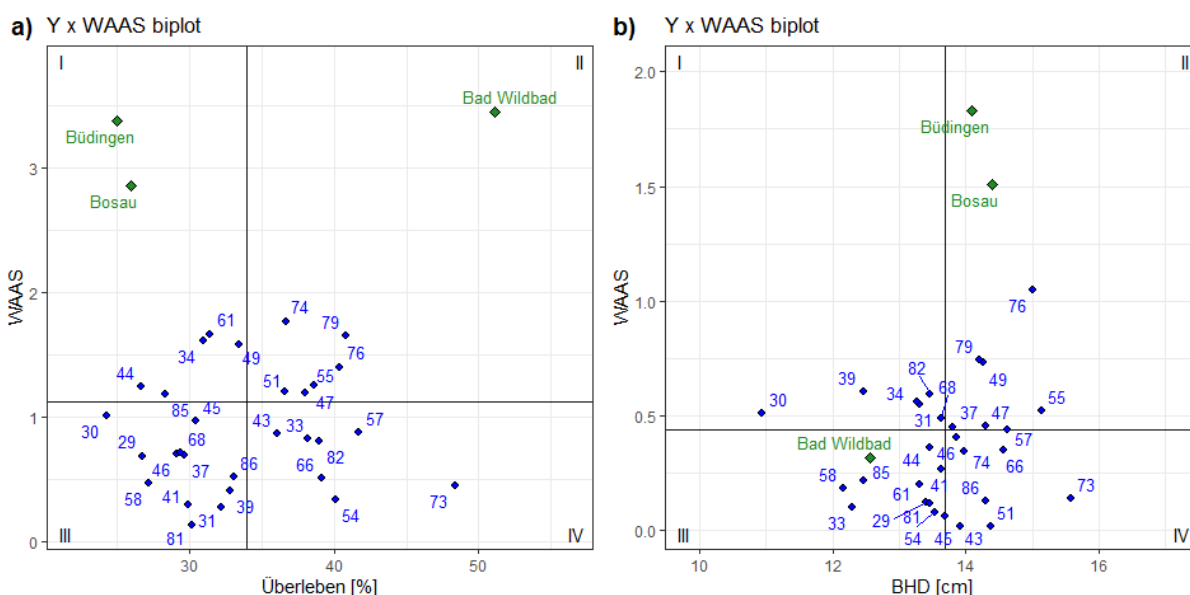 a) Y x WAAS biplot
I II
Bad Wildbad
Büdingen
3
Bosau
WAAS
2
74
61 79
34 49 76
44 51 55
85 45 47
1
30 43 33 57
29 68
46 37 86 66 82
58 41 39 73
31 54
81
0
III IV
30 40 50
Überleben [%]
b) Y x WAAS biplot
I II
2.0
Büdingen
1.5
Bosau
WAAS
1.0
76
79
82 49
39 34 68
30 31 37 47 55
0.5
Bad Wildbad 57
44 46 74 66
58 85
61 41 86 73
33 29 81 51
54 45 43
0.0
III IV
10 12 14 16
BHD [cm]